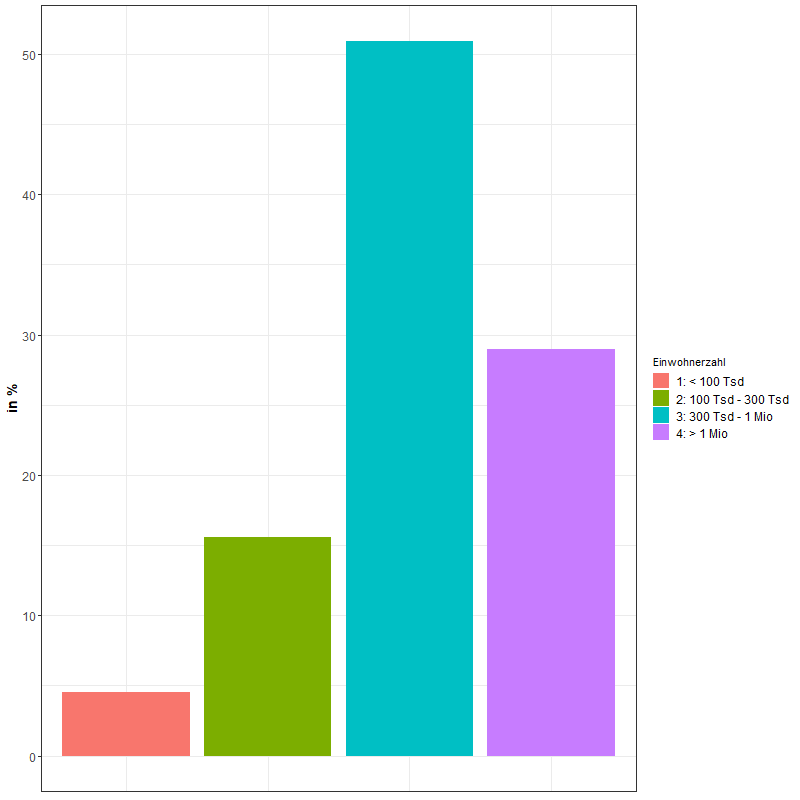 50
40
30
20
10
0
in %
Einwohnerzahl
1: < 100 Tsd
2: 100 Tsd - 300 Tsd
3: 300 Tsd - 1 Mio
4: > 1 Mio